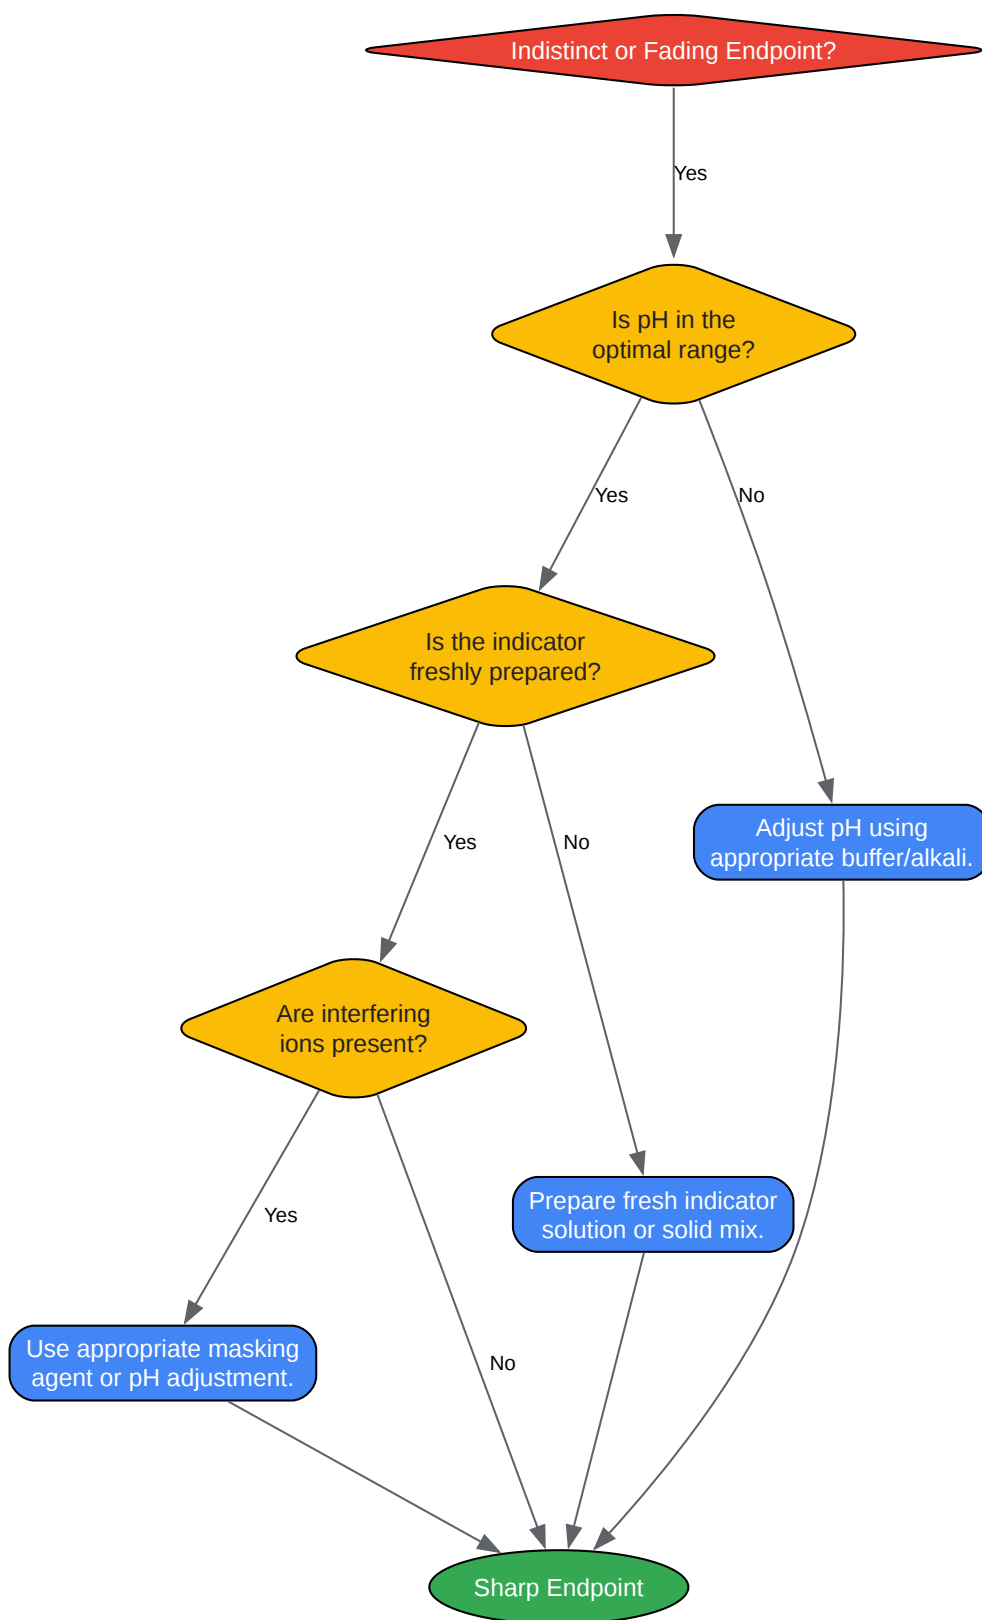 Indistinct or Fading Endpoint?
Yes
Is pH in the
optimal range?
Yes
No
Is the indicator
freshly prepared?
Yes
No
Adjust pH using
appropriate buffer/alkali.
Are interfering
ions present?
Yes
No
Prepare fresh indicator
solution or solid mix.
Use appropriate masking
agent or pH adjustment.
Sharp Endpoint